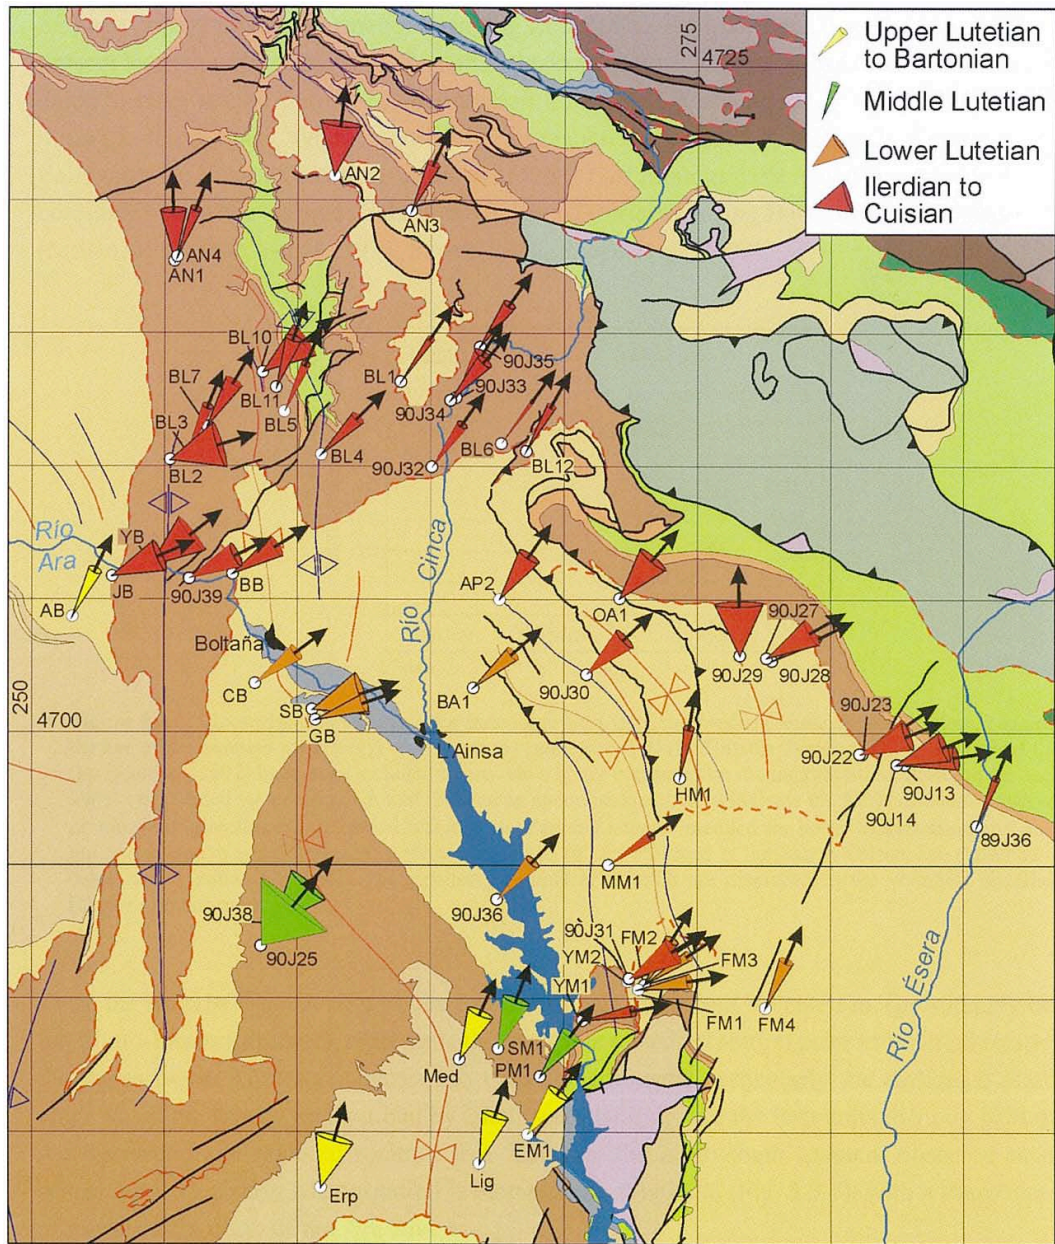 275
4725
Upper Lutetian
to Bartonian
Middle Lutetian
Lower Lutetian
Ilerdian to
Cuisian
AN2
AN3
AN4
AN1
BL10
90J35
BL7
BL1
90J33
BL11
90J34
BL5
BL3
BL6
BL4
BL2
90J32
BL12
Río
Ara
YB
Río Cinca
JB
90J39
BB
AP2
AB
OA1
90J27
Boltaña
90J29
90J28
90J30
CB
BA1
250
4700
SB
90J23
GB
L'Ainsa
90J22
HM1
90J13
90J14
89J36
MM1
90J38
90J36
90J25
90J31
FM2
YM2
FM3
YM1
FM1
FM4
SM1
Med
PM1
Río Ésera
EM1
Lig
Erp